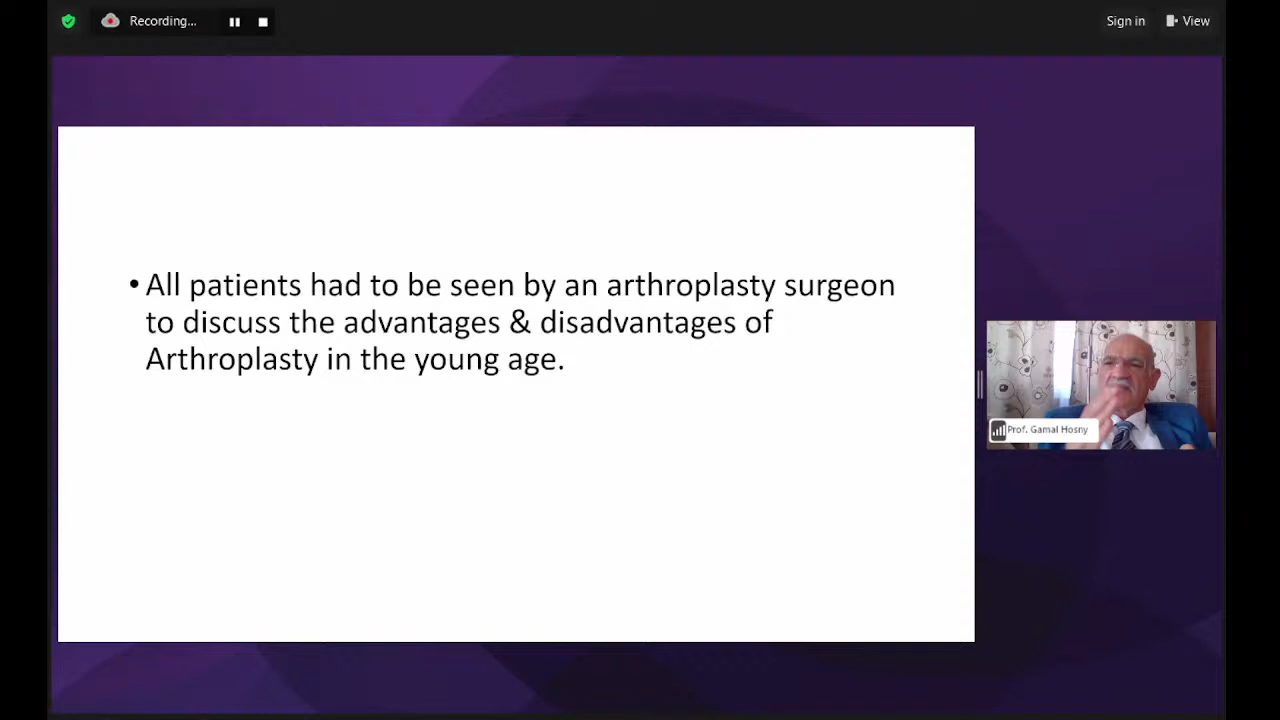 Recording...
Sign in
View
• All patients had to be seen by an arthroplasty surgeon
to discuss the advantages & disadvantages of
Arthroplasty in the young age.
Prof. Gamal Hosny